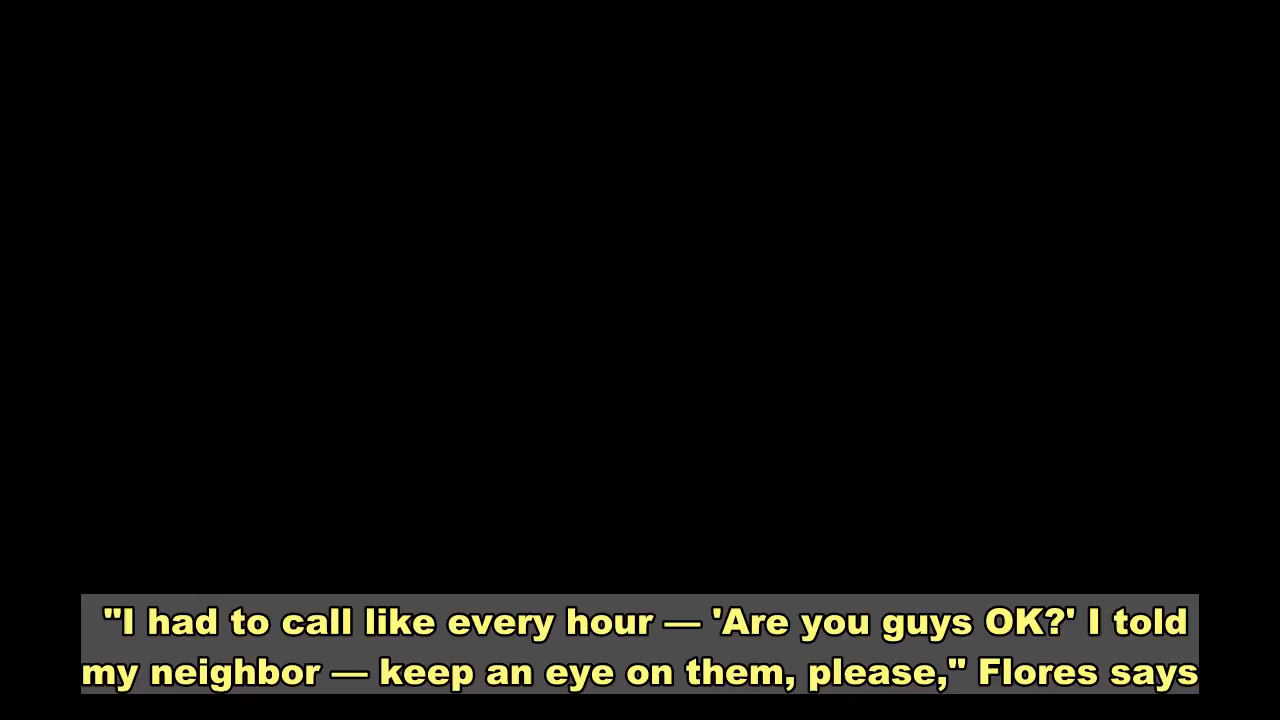 "I had to call like every hour — 'Are you guys OK?' I told
my neighbor — keep an eye on them, please," Flores says